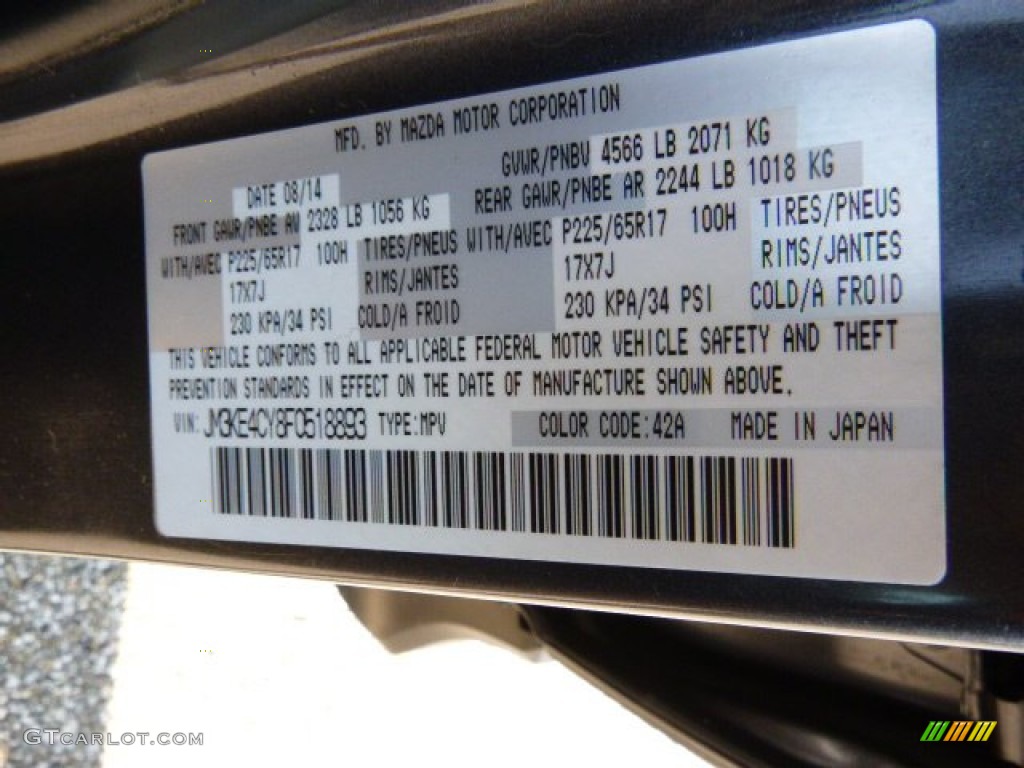 MFD. BY MAZDA MOTOR CORPORATION
DATE 08/14 GVWR/PNBV 4566 LB 2071 KG
FRONT GAWR/PNBE AV 2328 LB 1056 KG REAR GAWR/PNBE AR 2244 LB 1018 KG
WITH/AVEC P225/65R17 100H TIRES/PNEUS WITH/AVEC P225/65R17 100H TIRES/PNEUS
17X7J RIMS/JANTES 17X7J RIMS/JANTES
230 KPA/34 PSI COLD/A FROID 230 KPA/34 PSI COLD/A FROID
THIS VEHICLE CONFORMS TO ALL APPLICABLE FEDERAL MOTOR VEHICLE SAFETY AND THEFT
PREVENTION STANDARDS IN EFFECT ON THE DATE OF MANUFACTURE SHOWN ABOVE.
VIN: JM3KE4CY8F0518893 TYPE:MPV COLOR CODE:42A MADE IN JAPAN
GTCarLot.com